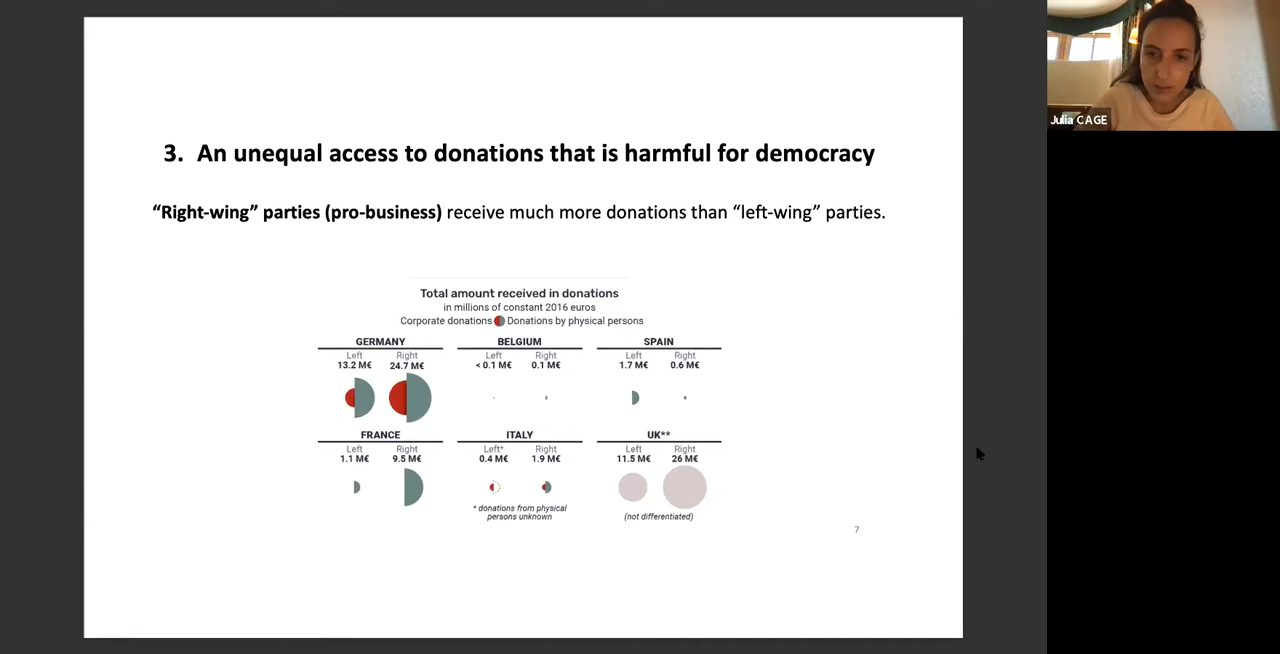 3. An unequal access to donations that is harmful for democracy
“Right-wing” parties (pro-business) receive much more donations than “left-wing” parties.
Total amount received in donations
in millions of constant 2016 euros
Corporate donations Donations by physical persons
GERMANY
Left Right
13.2 M€ 24.7 M€
BELGIUM
Left Right
< 0.1 M€ 0.1 M€
SPAIN
Left Right
1.7 M€ 0.6 M€
FRANCE
Left Right
1.1 M€ 9.5 M€
ITALY
Left* Right
0.4 M€ 1.9 M€
* donations from physical
persons unknown
UK**
Left Right
11.5 M€ 26 M€
(not differentiated)
7
Julia CAGE